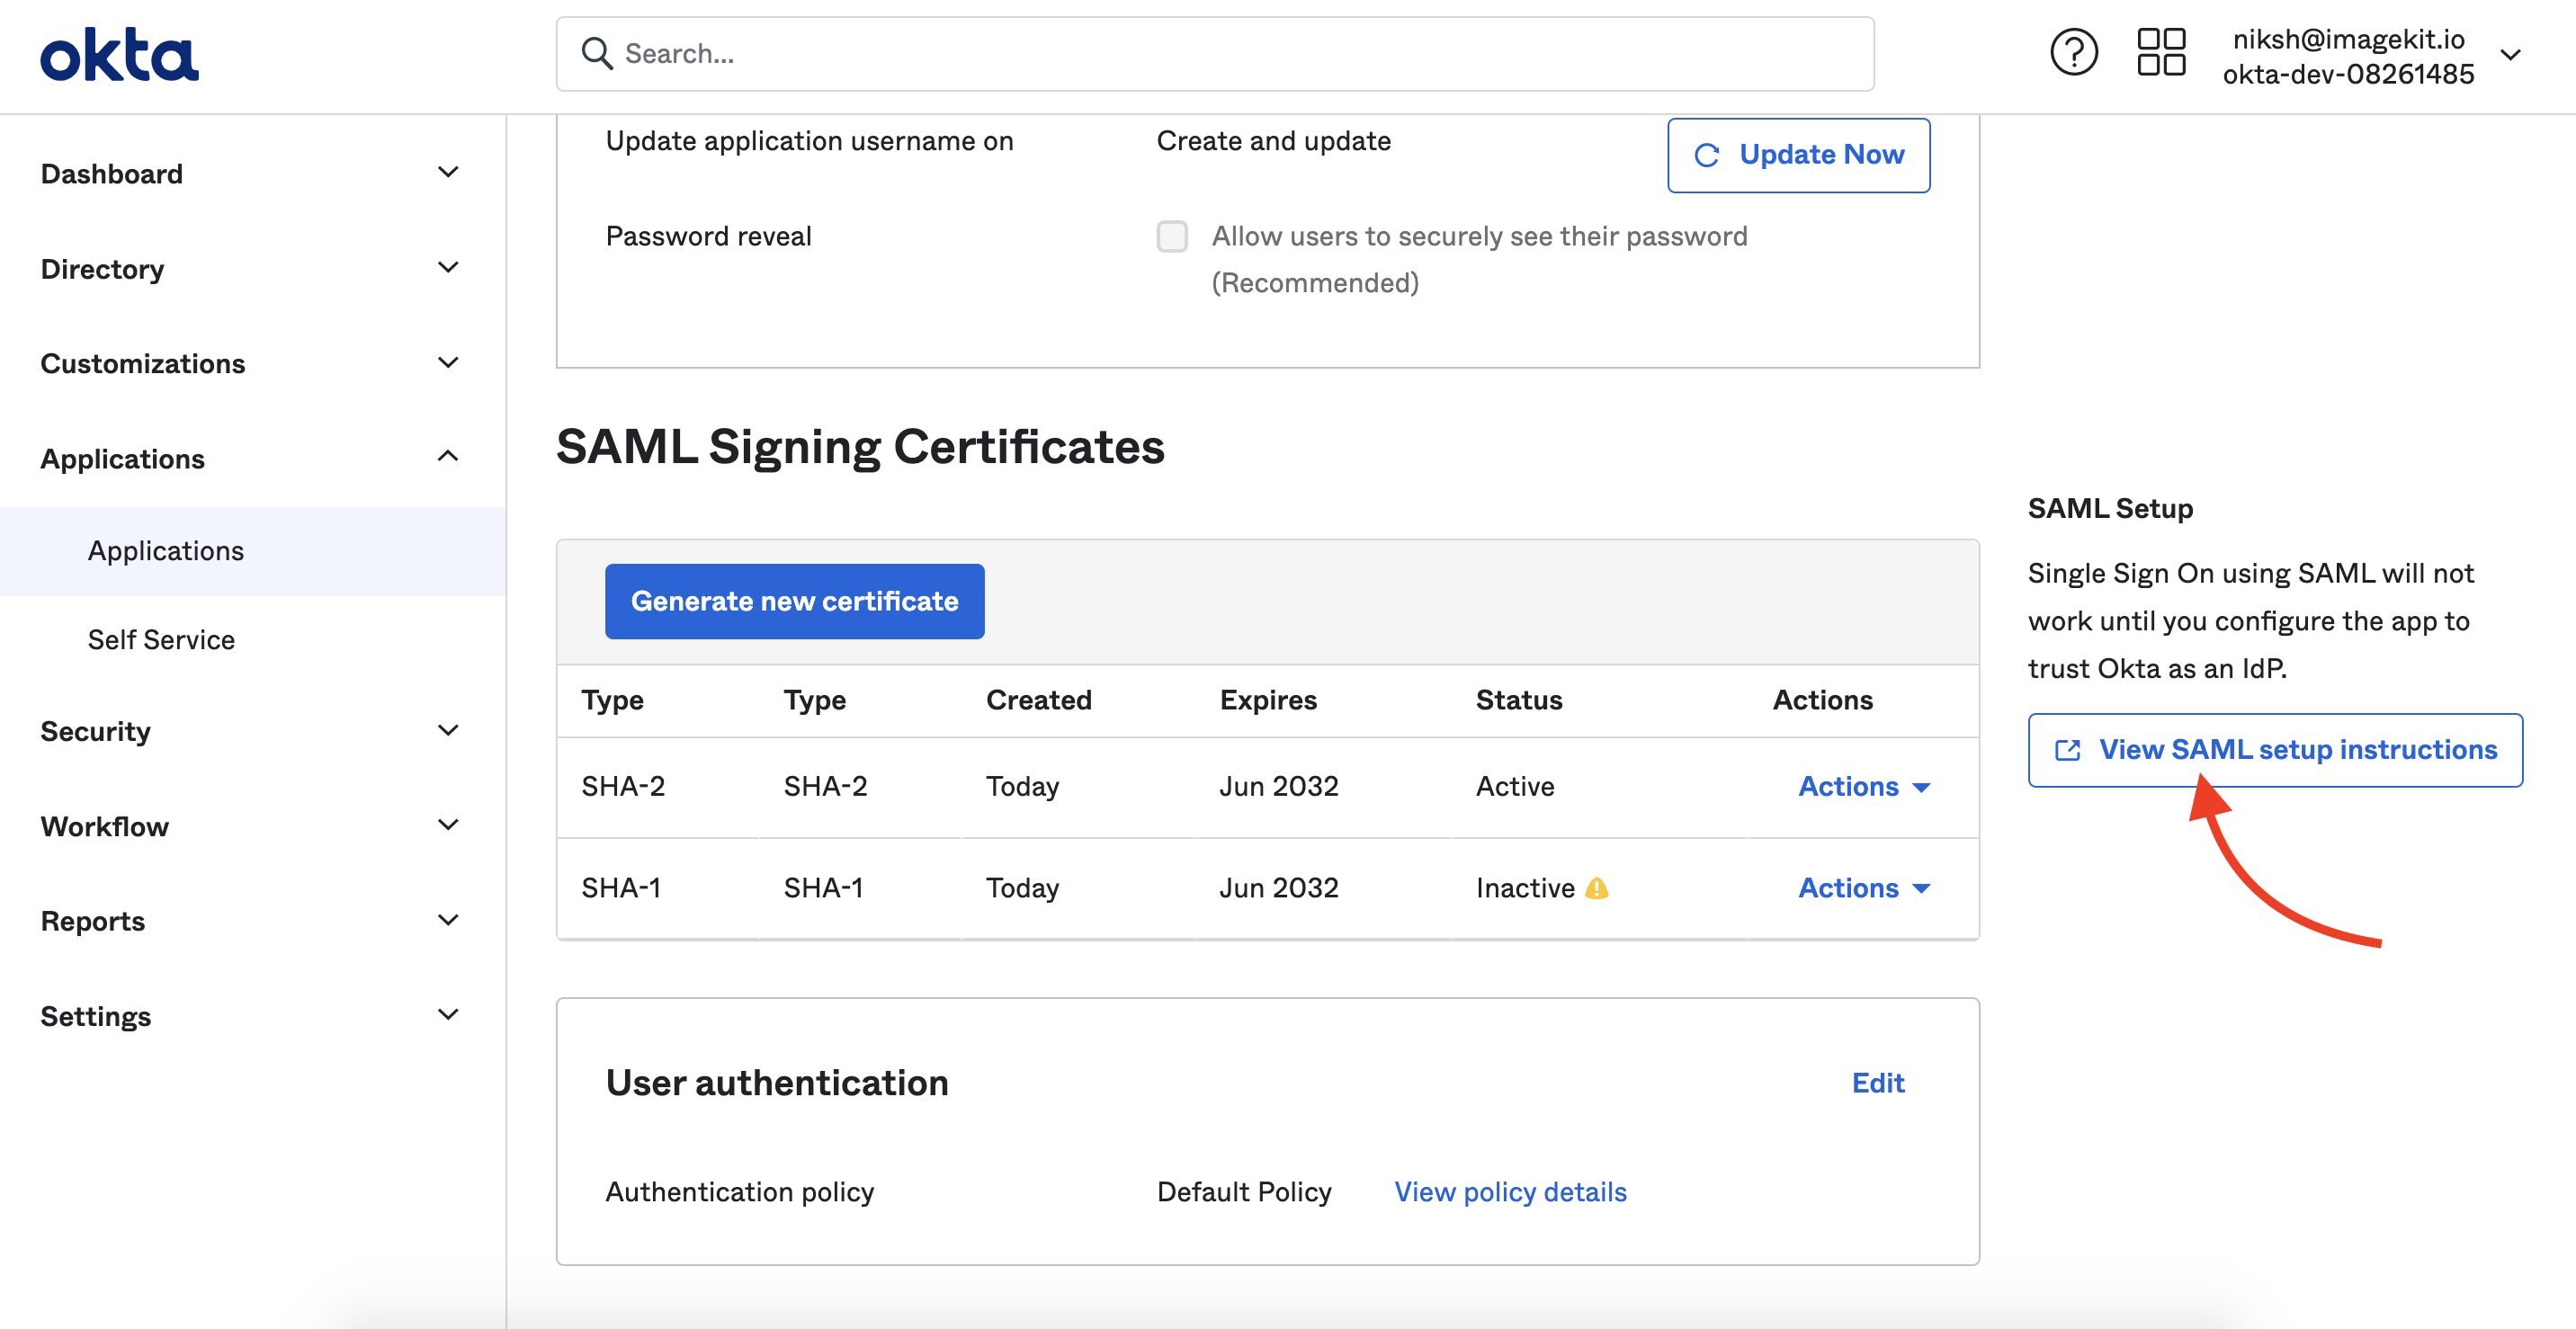 okta
Search...
niksh@imagekit.io
okta-dev-08261485
Dashboard
Directory
Customizations
Applications
Applications
Self Service
Security
Workflow
Reports
Settings
Update application username on
Create and update
Update Now
Password reveal
Allow users to securely see their password
(Recommended)
SAML Signing Certificates
Generate new certificate
Type Type Created Expires Status Actions
SHA-2 SHA-2 Today Jun 2032 Active Actions
SHA-1 SHA-1 Today Jun 2032 Inactive Actions
User authentication
Edit
Authentication policy
Default Policy
View policy details
SAML Setup
Single Sign On using SAML will not
work until you configure the app to
trust Okta as an IdP.
View SAML setup instructions